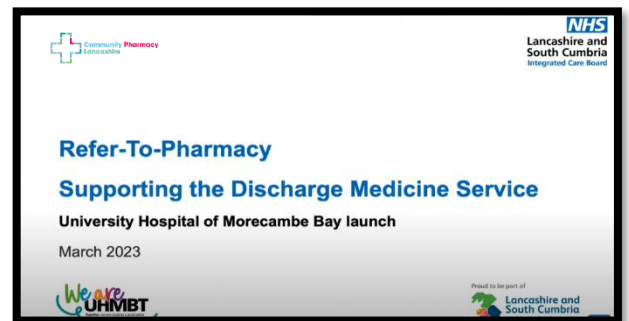 Community Pharmacy
Lancashire
NHS
Lancashire and
South Cumbria
Integrated Care Board
Refer-To-Pharmacy
Supporting the Discharge Medicine Service
University Hospital of Morecambe Bay launch
March 2023
We are
UHMBT
Proud to be part of
Lancashire and
South Cumbria